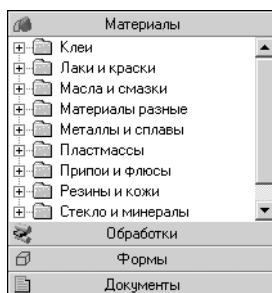 Материалы
Клеи
Лаки и краски
Масла и смазки
Материалы разные
Металлы и сплавы
Пластмассы
Припои и флюсы
Резины и кожи
Стекло и минералы
Обработки
Формы
Документы